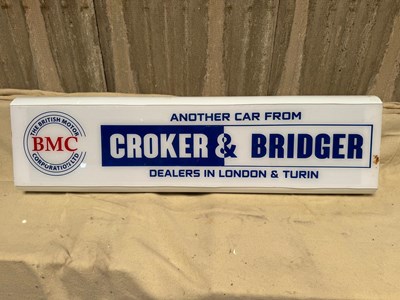 THE BRITISH MOTOR
BMC
CORPORATION LTD
ANOTHER CAR FROM
CROKER & BRIDGER
DEALERS IN LONDON & TURIN